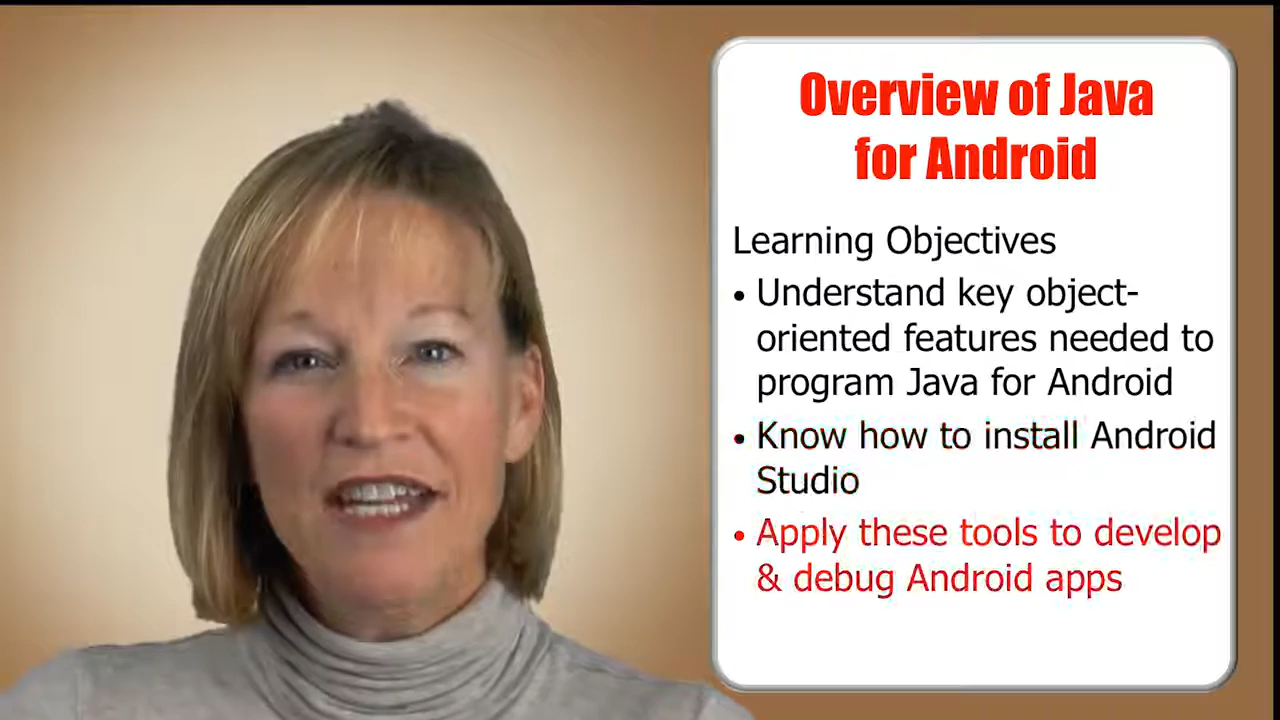 Overview of Java
for Android
Learning Objectives
• Understand key object-
oriented features needed to
program Java for Android
• Know how to install Android
Studio
• Apply these tools to develop
& debug Android apps